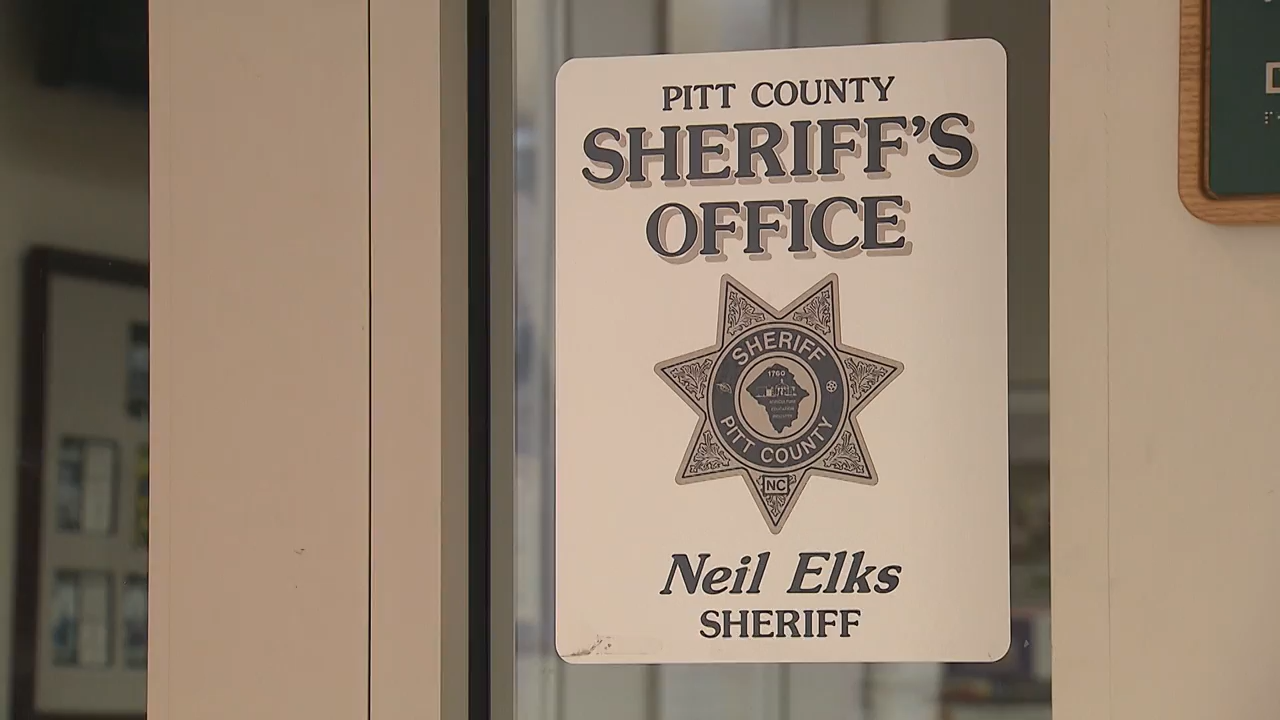 PITT COUNTY
SHERIFF'S
OFFICE
SHERIFF
1760
PITT COUNTY
NC
Neil Elks
SHERIFF